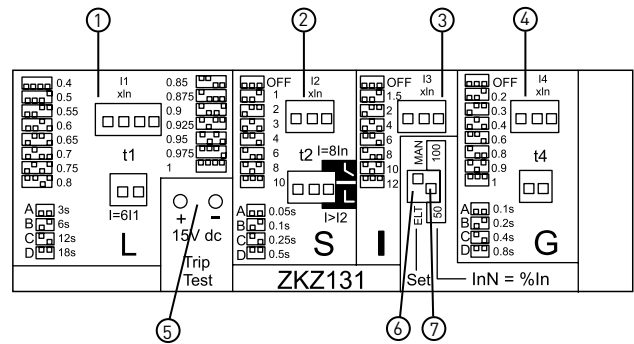 1
2
3
4
0.4
0.5
0.55
0.6
0.65
0.7
0.75
0.8
I1
xIn
0.85
0.875
0.9
0.925
0.95
0.975
1
t1
I=6I1
A 3s
B 6s
C 12s
D 18s
L
+ -
15V dc
Trip
Test
5
OFF
1
2
3
4
6
8
10
I2
xIn
t2
I=8In
I>I2
A 0.05s
B 0.1s
C 0.25s
D 0.5s
S
ZKZ131
OFF
1.5
2
4
6
8
10
12
I
I3
xIn
MAN
100
ELT
50
Set
InN = %In
6
7
OFF
0.2
0.3
0.4
0.6
0.8
0.9
1
I4
xIn
t4
A 0.1s
B 0.2s
C 0.4s
D 0.8s
G